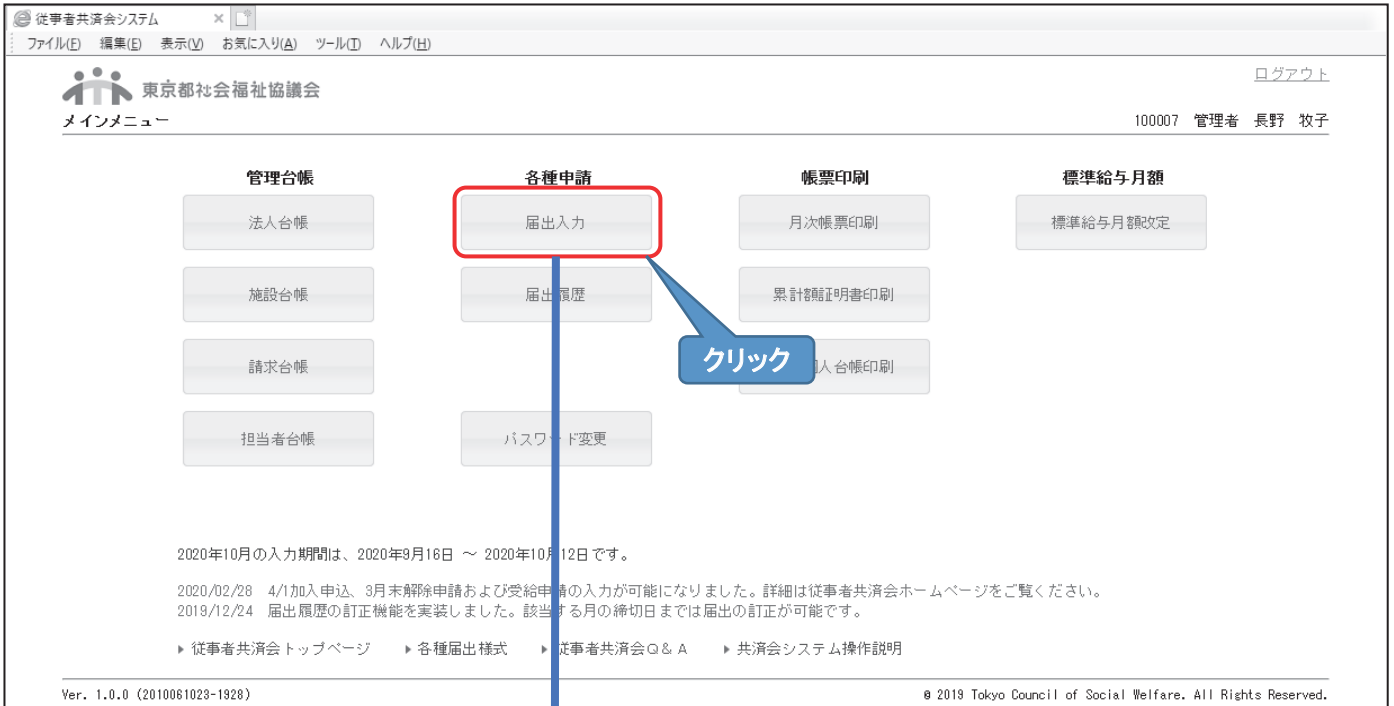 従事者共済会システム
ファイル(F) 編集(E) 表示(V) お気に入り(A) ツール(T) ヘルプ(H)
東京都社会福祉協議会
ログアウト
メインメニュー
100007 管理者 長野 牧子
管理台帳 各種申請 帳票印刷 標準給与月額
法人台帳 届出入力 月次帳票印刷 標準給与月額改定
施設台帳 届出履歴 累計額証明書印刷
クリック
請求台帳 人台帳印刷
担当者台帳 パスワード変更
2020年10月の入力期間は、2020年9月16日 ～ 2020年10月12日です。
2020/02/28 4/1加入申込、3月末解除申請および受給申請の入力が可能になりました。詳細は従事者共済会ホームページをご覧ください。
2019/12/24 届出履歴の訂正機能を実装しました。該当する月の締切日までは届出の訂正が可能です。
従事者共済会トップページ 各種届出様式 従事者共済会Q&A 共済会システム操作説明
Ver. 1.0.0 (2010061023-1928)
© 2019 Tokyo Council of Social Welfare. All Rights Reserved.